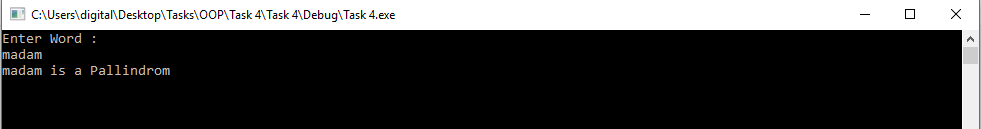 C:\Users\digital\Desktop\Tasks\OOP\Task 4\Task 4\Debug\Task 4.exe
Enter Word :
madam
madam is a Pallindrom